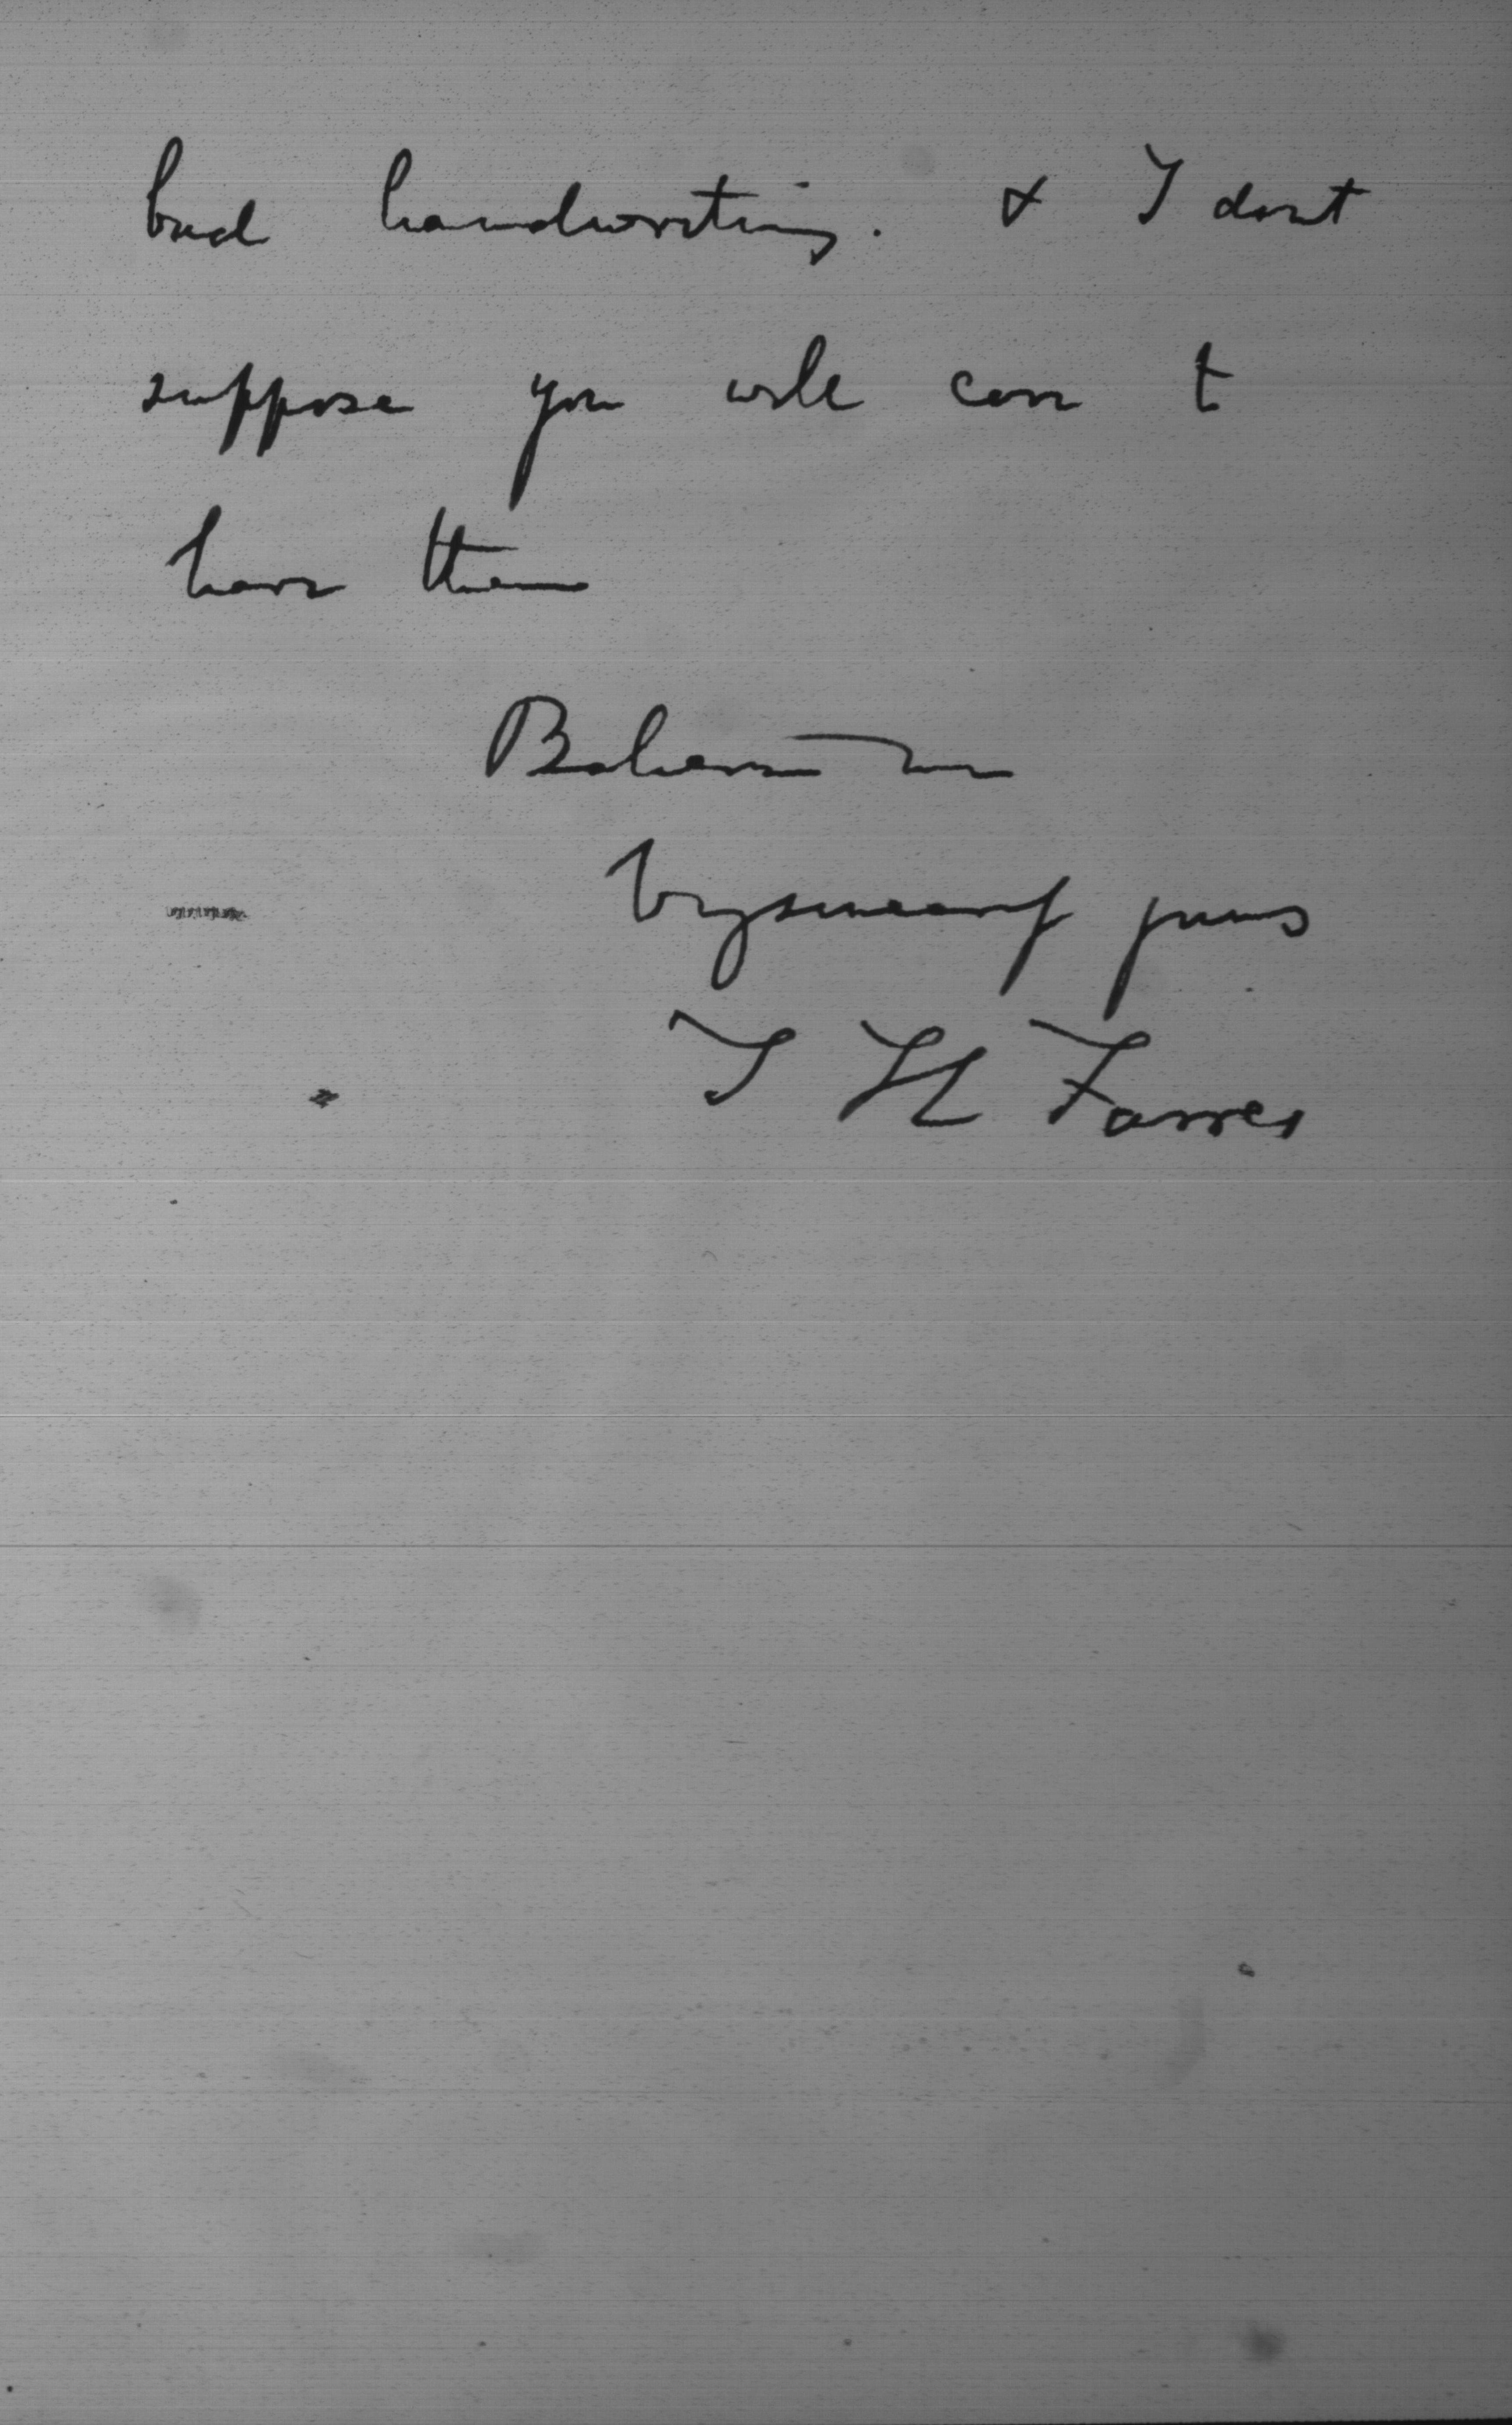 bad handwriting. & I dont
suppose you will care to
have them
Believe me
Very sincerely yours
T H Farrer